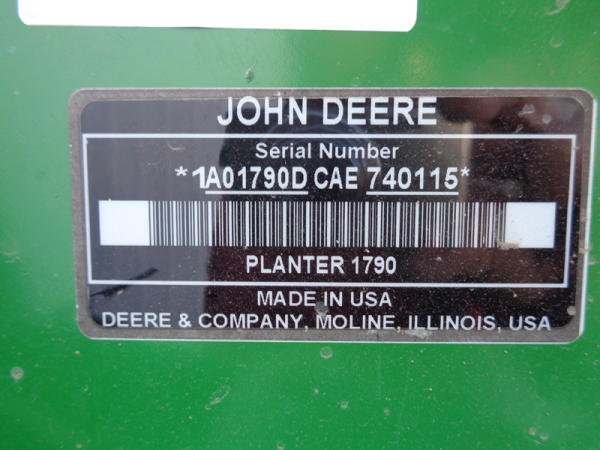 JOHN DEERE
Serial Number
*1A01790D CAE 740115*
PLANTER 1790
MADE IN USA
DEERE & COMPANY, MOLINE, ILLINOIS, USA